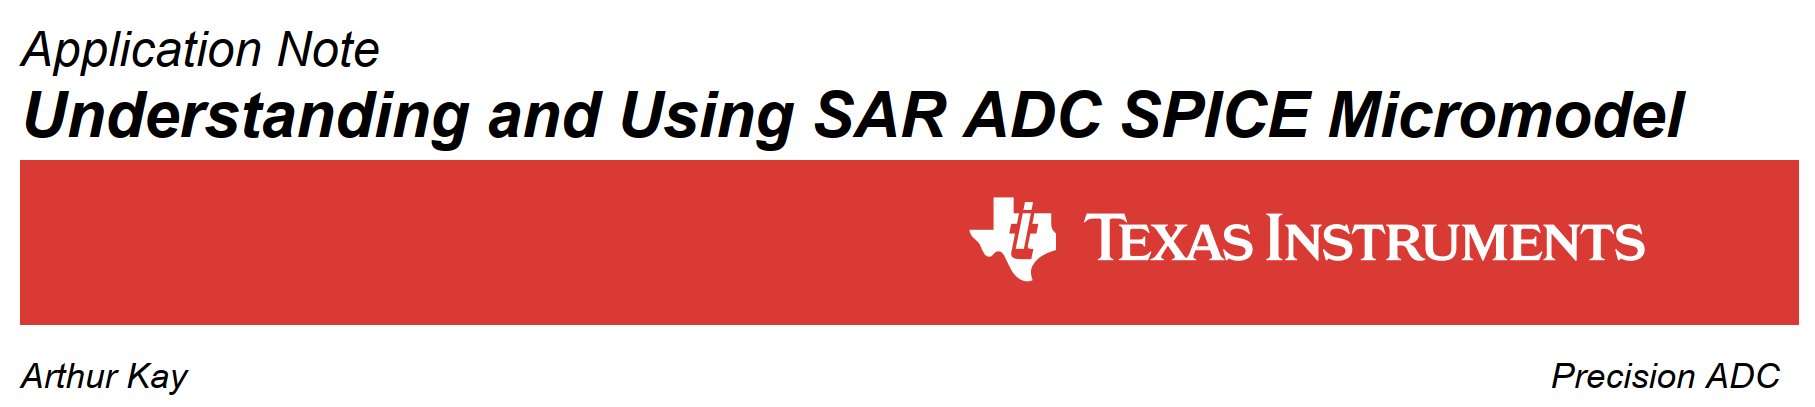 Application Note
Understanding and Using SAR ADC SPICE Micromodel
TEXAS INSTRUMENTS
Arthur Kay
Precision ADC